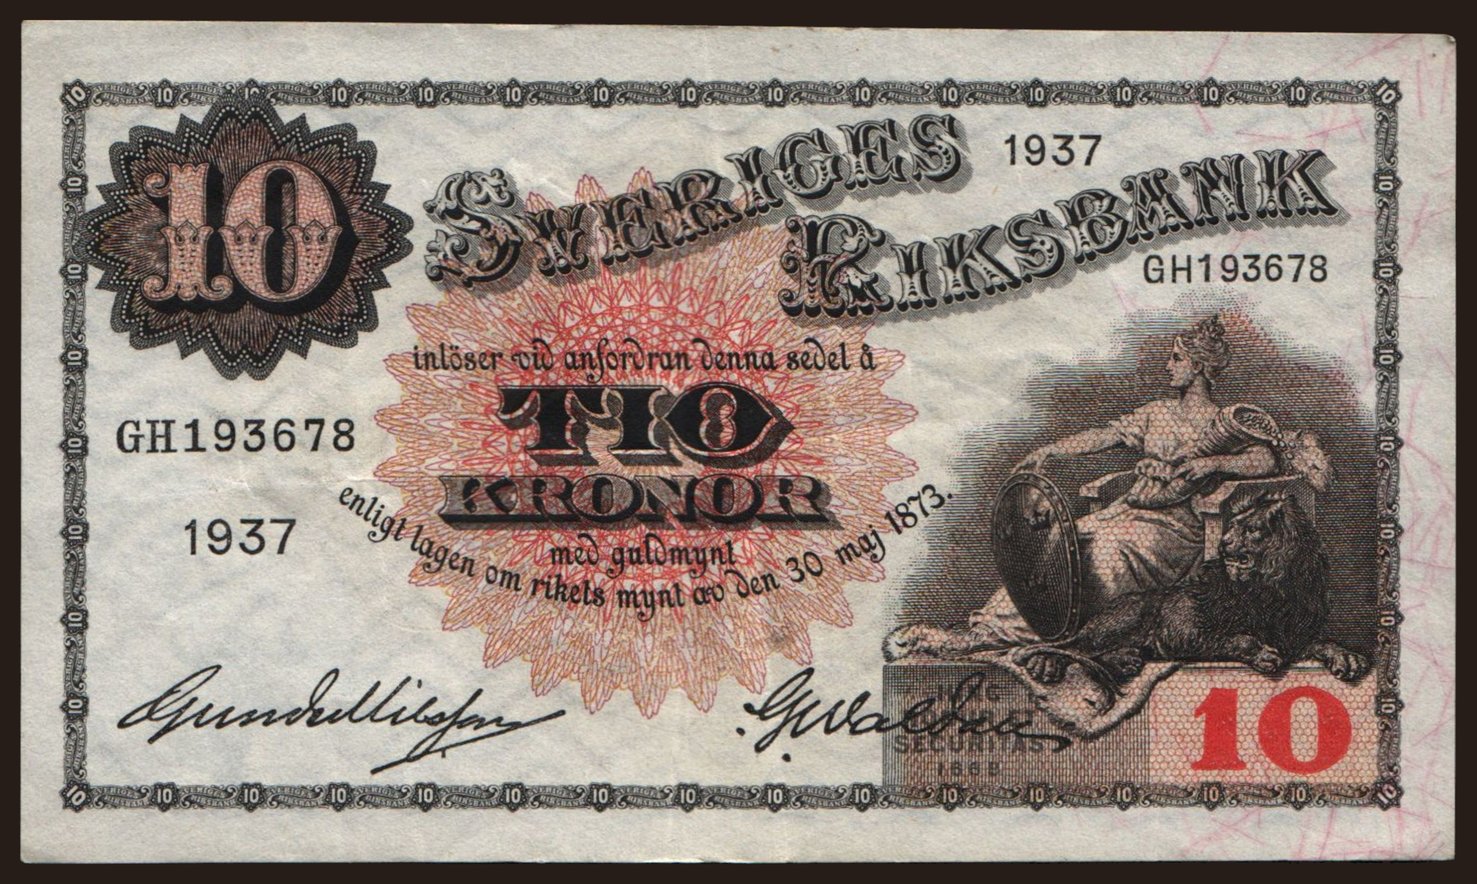 10
SVERIGES
1937
RIKSBANK
GH193678
inlöser vid anfordran denna sedel å
TIO
KRONOR
GH193678
1937
med guldmynt
enligt lagen om rikets mynt av den 30 maj 1873.
SECURITAS
10